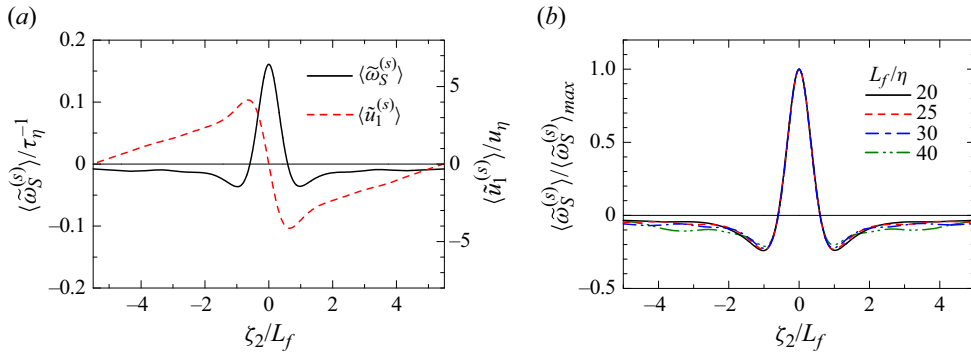 (a)
0.2
0.1
0
−0.1
−0.2
⟨ω̃_S^(s)⟩/τ_η^−1
⟨ω̃_S^(s)⟩
⟨ũ_1^(s)⟩
5
0
−5
⟨ũ_1^(s)⟩/u_η
−4 −2 0 2 4
ζ_2/L_f
(b)
1.0
0.5
0
−0.5
⟨ω̃_S^(s)⟩/⟨ω̃_S^(s)⟩_max
L_f/η
20
25
30
40
−4 −2 0 2 4
ζ_2/L_f